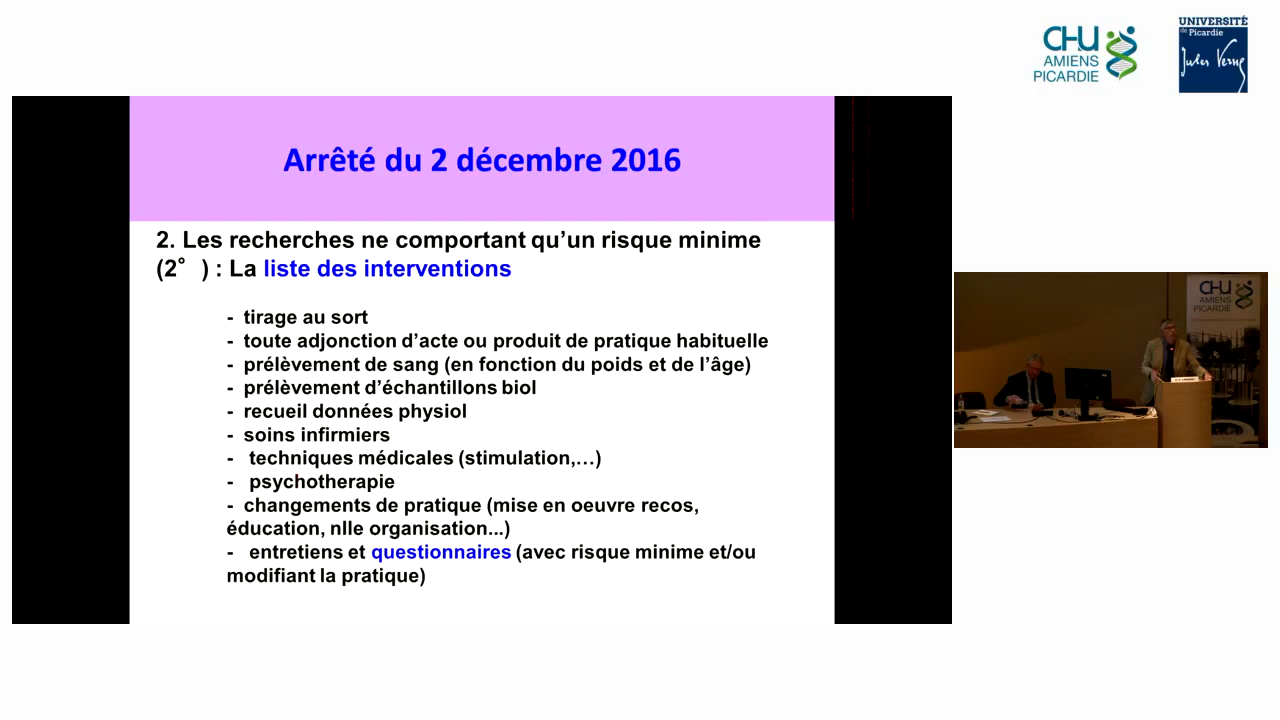 CHU
AMIENS
PICARDIE
UNIVERSITÉ
de Picardie
Jules Verne
Arrêté du 2 décembre 2016
2. Les recherches ne comportant qu’un risque minime
(2° ) : La liste des interventions
- tirage au sort
- toute adjonction d’acte ou produit de pratique habituelle
- prélèvement de sang (en fonction du poids et de l’âge)
- prélèvement d’échantillons biol
- recueil données physiol
- soins infirmiers
- techniques médicales (stimulation,…)
- psychotherapie
- changements de pratique (mise en oeuvre recos,
éducation, nlle organisation...)
- entretiens et questionnaires (avec risque minime et/ou
modifiant la pratique)
CHU
AMIENS
PICARDIE